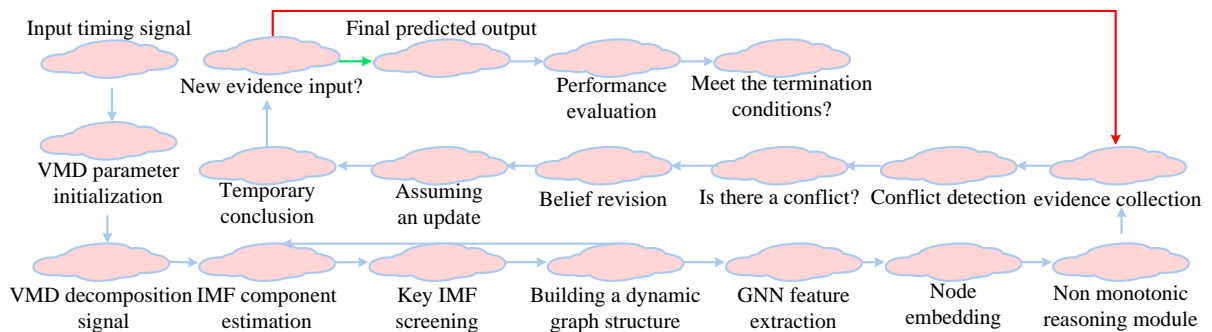 Input timing signal
Final predicted output
New evidence input?
Performance
evaluation
Meet the termination
conditions?
VMD parameter
initialization
Temporary
conclusion
Assuming
an update
Belief revision
Is there a conflict?
Conflict detection
evidence collection
VMD decomposition
signal
IMF component
estimation
Key IMF
screening
Building a dynamic
graph structure
GNN feature
extraction
Node
embedding
Non monotonic
reasoning module